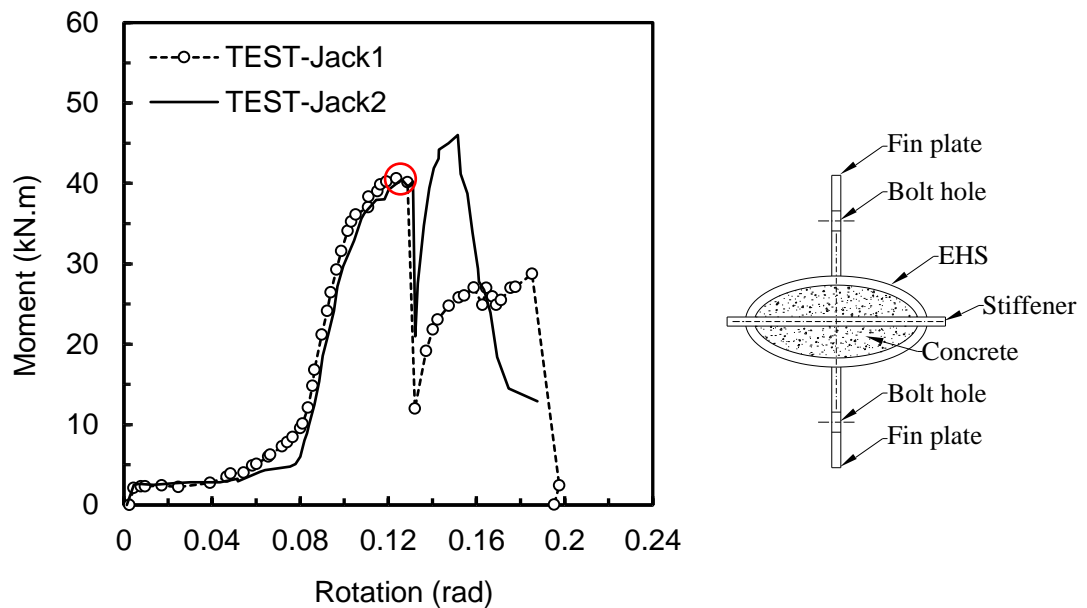 60
50
40
30
20
10
0
Moment (kN.m)
TEST-Jack1
TEST-Jack2
0 0.04 0.08 0.12 0.16 0.2 0.24
Rotation (rad)
Fin plate
Bolt hole
EHS
Stiffener
Concrete
Bolt hole
Fin plate